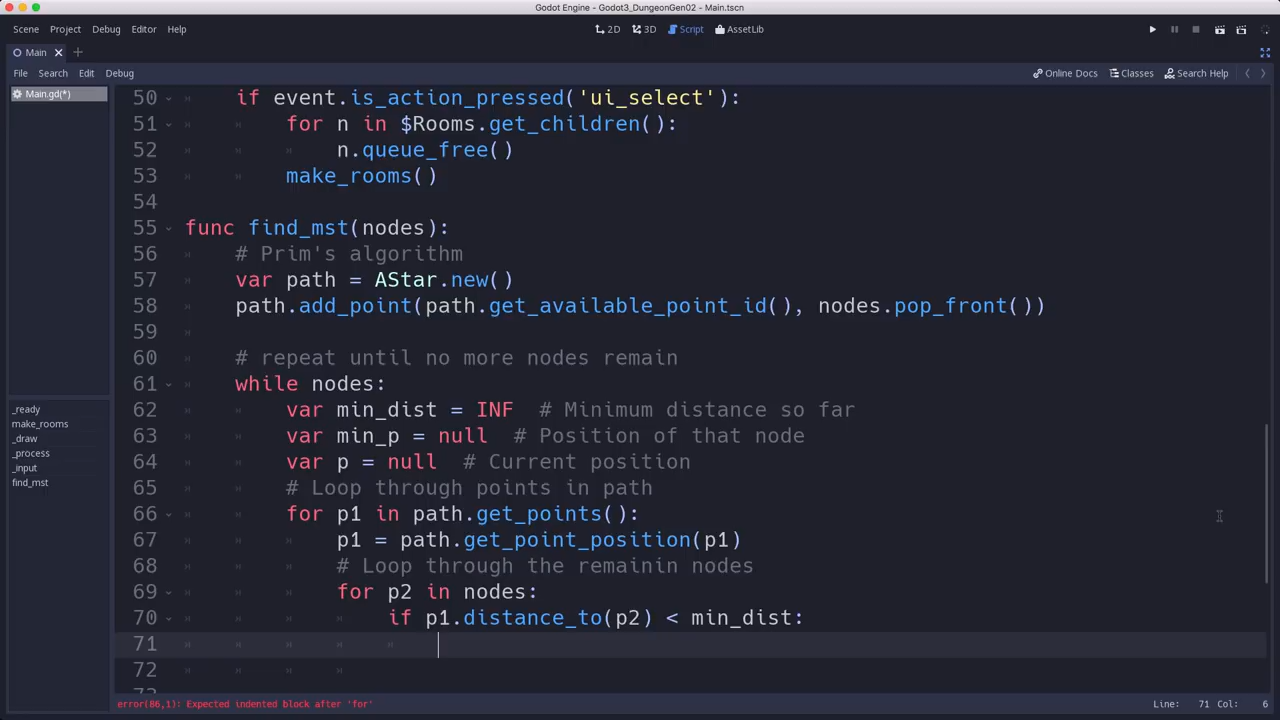 Godot Engine - Godot3_DungeonGen02 - Main.tscn
Scene Project Debug Editor Help 2D 3D Script AssetLib
Main
File Search Edit Debug Online Docs Classes Search Help
Main.gd(*)
50 if event.is_action_pressed('ui_select'):
51 for n in $Rooms.get_children():
52 n.queue_free()
53 make_rooms()
54
55 func find_mst(nodes):
56 # Prim's algorithm
57 var path = AStar.new()
58 path.add_point(path.get_available_point_id(), nodes.pop_front())
59
60 # repeat until no more nodes remain
61 while nodes:
62 var min_dist = INF # Minimum distance so far
63 var min_p = null # Position of that node
64 var p = null # Current position
65 # Loop through points in path
66 for p1 in path.get_points():
67 p1 = path.get_point_position(p1)
68 # Loop through the remainin nodes
69 for p2 in nodes:
70 if p1.distance_to(p2) < min_dist:
71
72
_ready
make_rooms
_draw
_process
_input
find_mst
error(86,1): Expected indented block after 'for' Line: 71 Col: 6